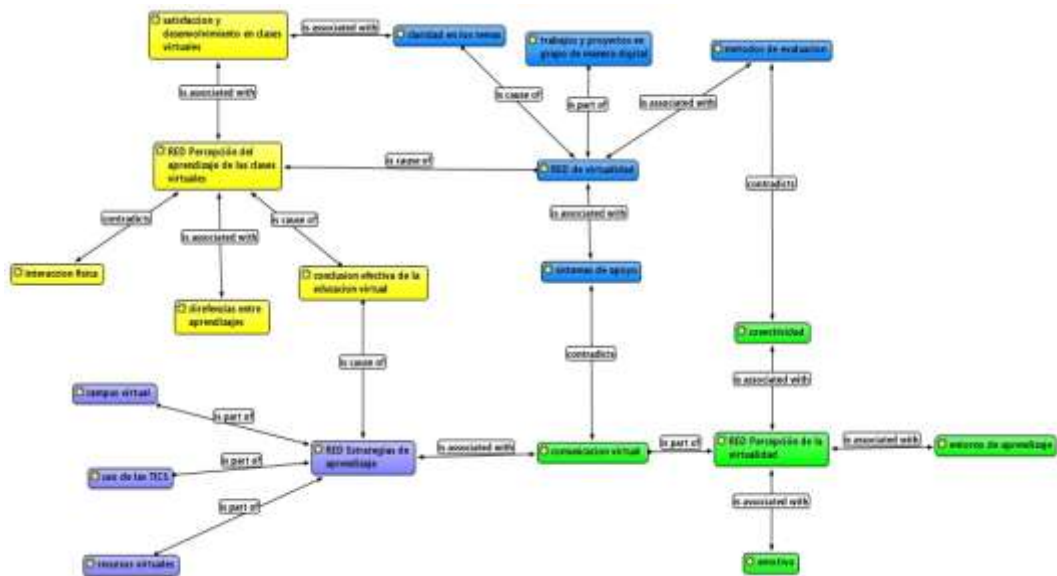 satisfaccion y
desenvolvimiento en clases
virtuales
is associated with
claridad en los temas
trabajos y proyectos en
grupo de manera digital
metodos de evaluacion
is associated with
is cause of
is part of
is associated with
RED Percepción del
aprendizaje de las clases
virtuales
is cause of
RED de virtualidad
contradicts
contradicts
is associated with
is cause of
is associated with
interaccion fisica
conclusion efectiva de la
educacion virtual
sistemas de apoyo
direfencias entre
aprendizajes
conectividad
is cause of
contradicts
is associated with
campus virtual
is part of
RED Estrategias de
aprendizaje
is associated with
comunicacion virtual
is part of
RED Percepción de la
virtualidad
is associated with
entorno de aprendizaje
is part of
uso de las TICS
is part of
is associated with
recursos virtuales
emotivo